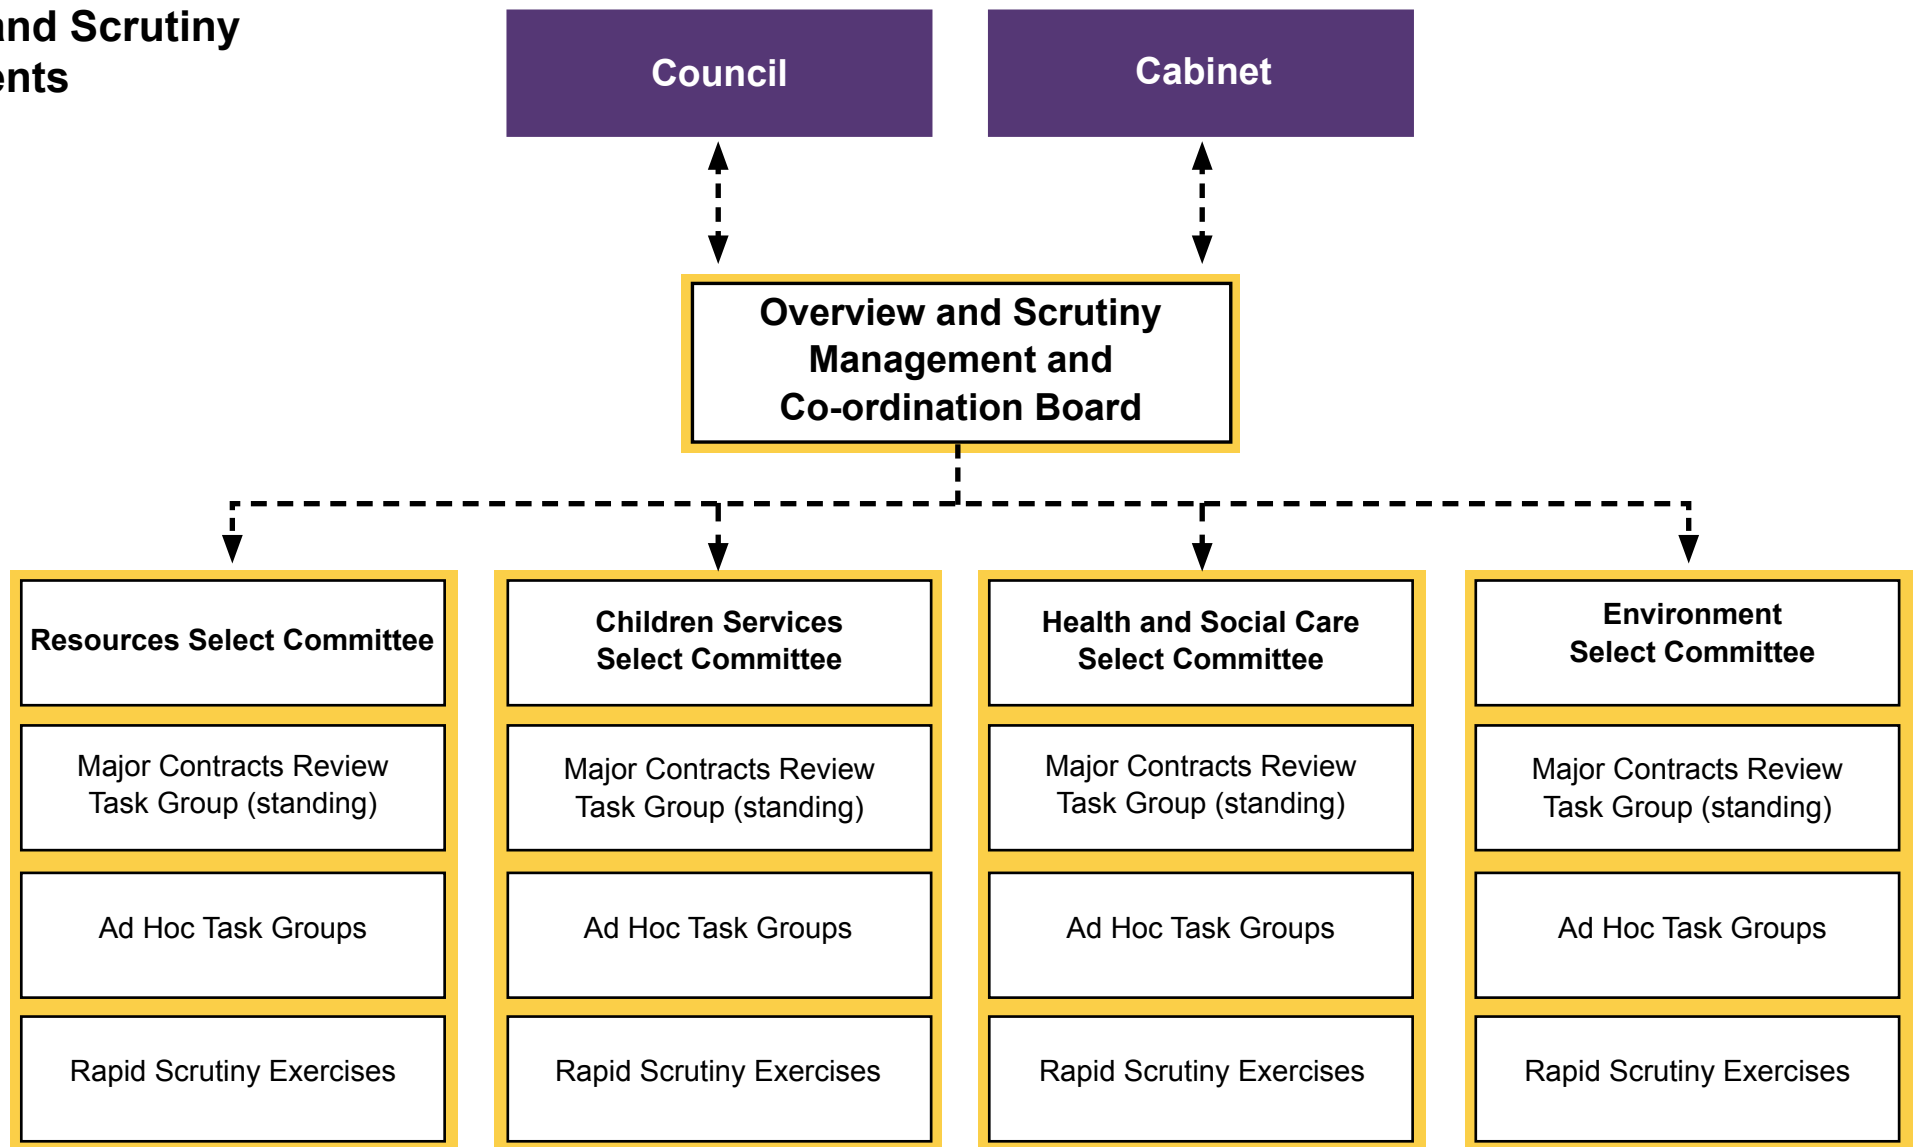 and Scrutiny
ents
Council
Cabinet
Overview and Scrutiny
Management and
Co-ordination Board
Resources Select Committee
Major Contracts Review
Task Group (standing)
Ad Hoc Task Groups
Rapid Scrutiny Exercises
Children Services
Select Committee
Major Contracts Review
Task Group (standing)
Ad Hoc Task Groups
Rapid Scrutiny Exercises
Health and Social Care
Select Committee
Major Contracts Review
Task Group (standing)
Ad Hoc Task Groups
Rapid Scrutiny Exercises
Environment
Select Committee
Major Contracts Review
Task Group (standing)
Ad Hoc Task Groups
Rapid Scrutiny Exercises